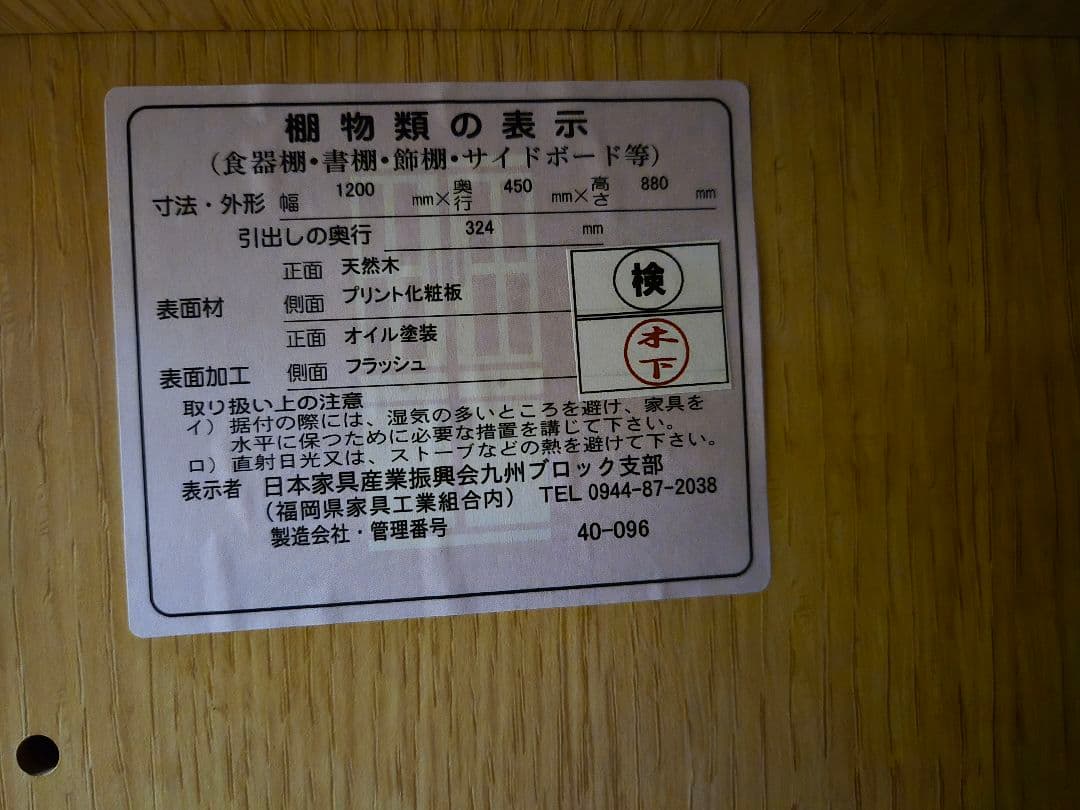 棚物類の表示
(食器棚・書棚・飾棚・サイドボード等)
寸法・外形 幅 1200 mm×奥行 450 mm×高さ 880 mm
引出しの奥行 324 mm
表面材 正面 天然木
側面 プリント化粧板
表面加工 正面 オイル塗装
側面 フラッシュ
検
木下
取り扱い上の注意
イ) 据付の際には、湿気の多いところを避け、家具を
水平に保つために必要な措置を講じて下さい。
ロ) 直射日光又は、ストーブなどの熱を避けて下さい。
表示者 日本家具産業振興会九州ブロック支部
(福岡県家具工業組合内) TEL 0944-87-2038
製造会社・管理番号 40-096